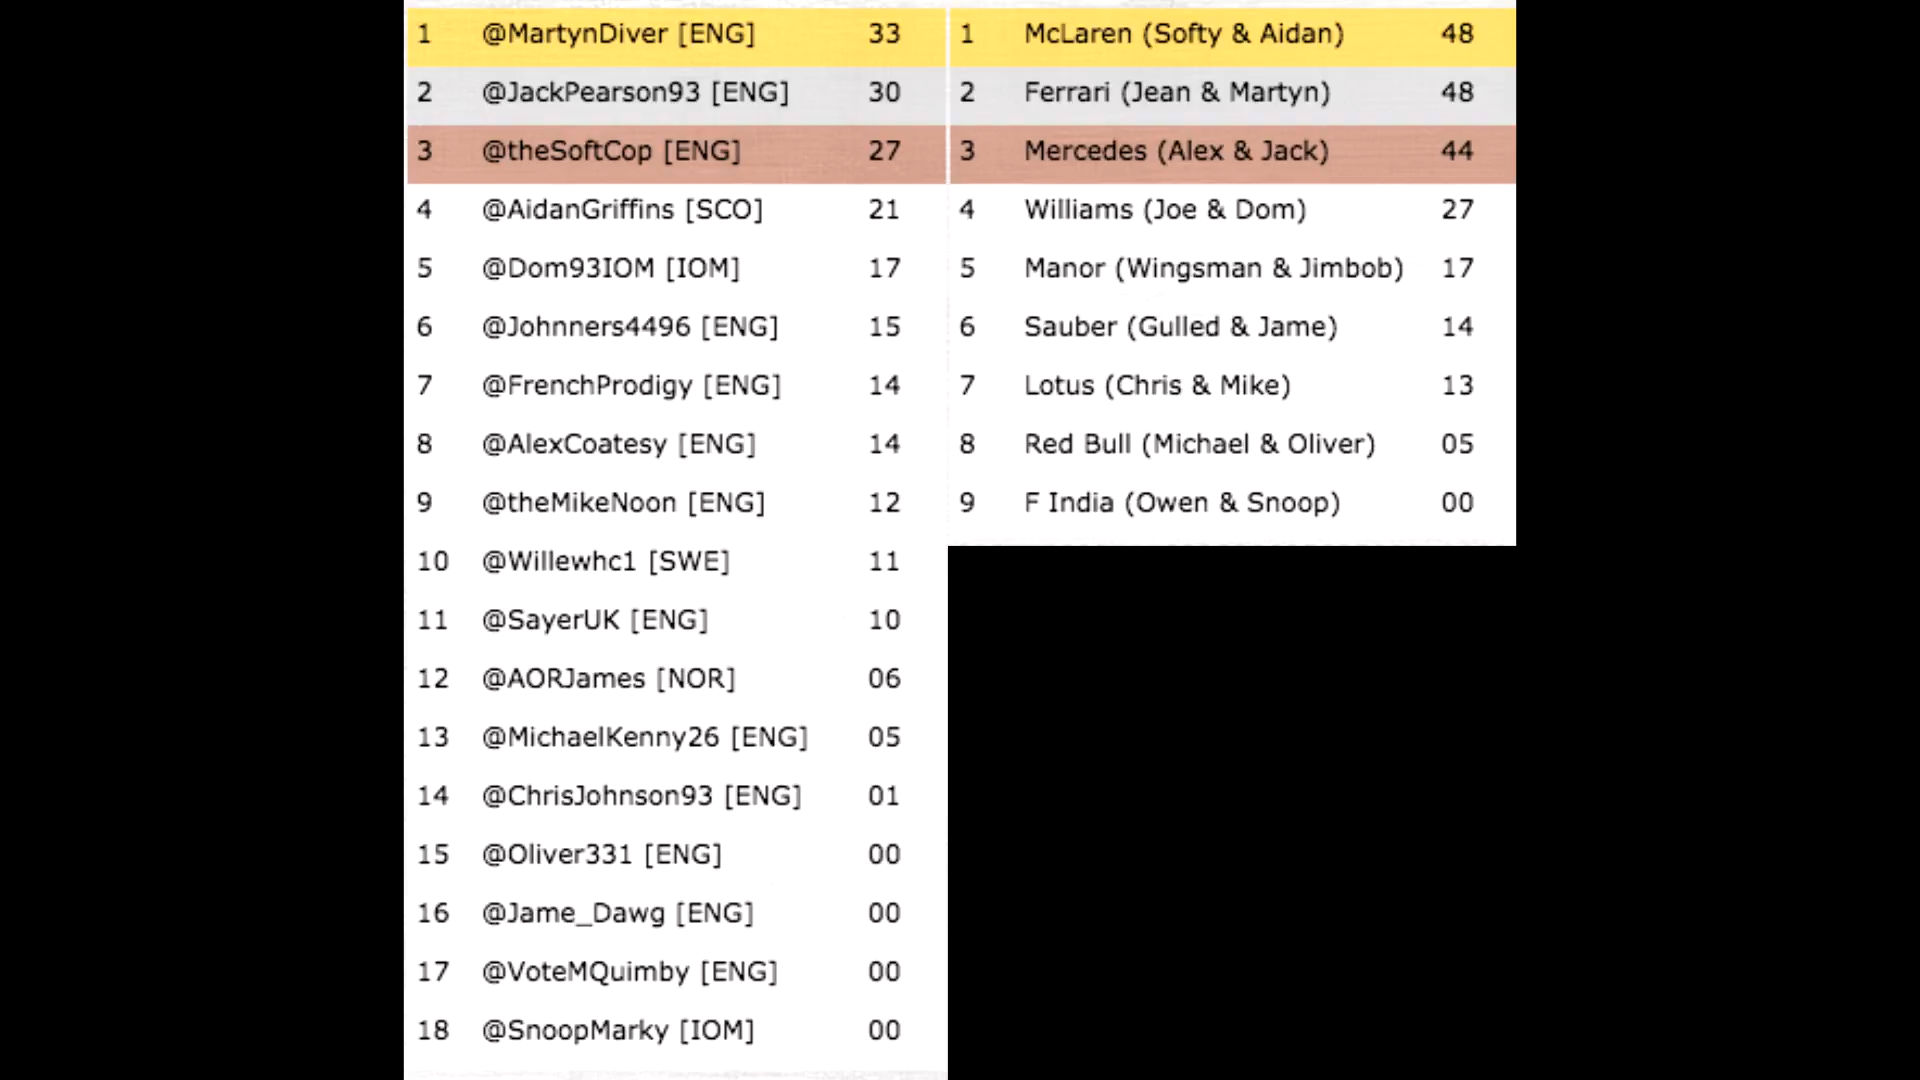 1 @MartynDiver [ENG] 33
2 @JackPearson93 [ENG] 30
3 @theSoftCop [ENG] 27
4 @AidanGriffins [SCO] 21
5 @Dom93IOM [IOM] 17
6 @Johnners4496 [ENG] 15
7 @FrenchProdigy [ENG] 14
8 @AlexCoatesy [ENG] 14
9 @theMikeNoon [ENG] 12
10 @Willewhc1 [SWE] 11
11 @SayerUK [ENG] 10
12 @AORJames [NOR] 06
13 @MichaelKenny26 [ENG] 05
14 @ChrisJohnson93 [ENG] 01
15 @Oliver331 [ENG] 00
16 @Jame_Dawg [ENG] 00
17 @VoteMQuimby [ENG] 00
18 @SnoopMarky [IOM] 00
1 McLaren (Softy & Aidan) 48
2 Ferrari (Jean & Martyn) 48
3 Mercedes (Alex & Jack) 44
4 Williams (Joe & Dom) 27
5 Manor (Wingsman & Jimbob) 17
6 Sauber (Gulled & Jame) 14
7 Lotus (Chris & Mike) 13
8 Red Bull (Michael & Oliver) 05
9 F India (Owen & Snoop) 00